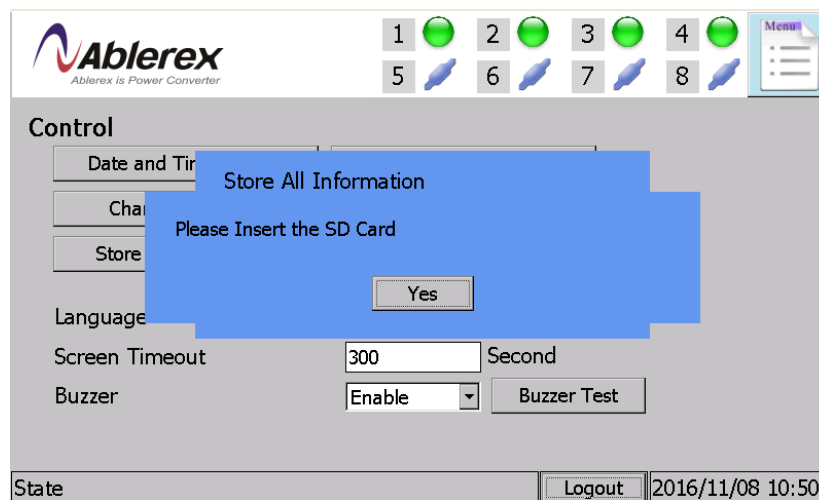 Ablerex
Ablerex is Power Converter
1 2 3 4
5 6 7 8
Menu
Control
Date and
Store All Information
Please Insert the SD Card
Store
Yes
Language
Screen Timeout 300 Second
Buzzer Enable Buzzer Test
State Logout 2016/11/08 10:50